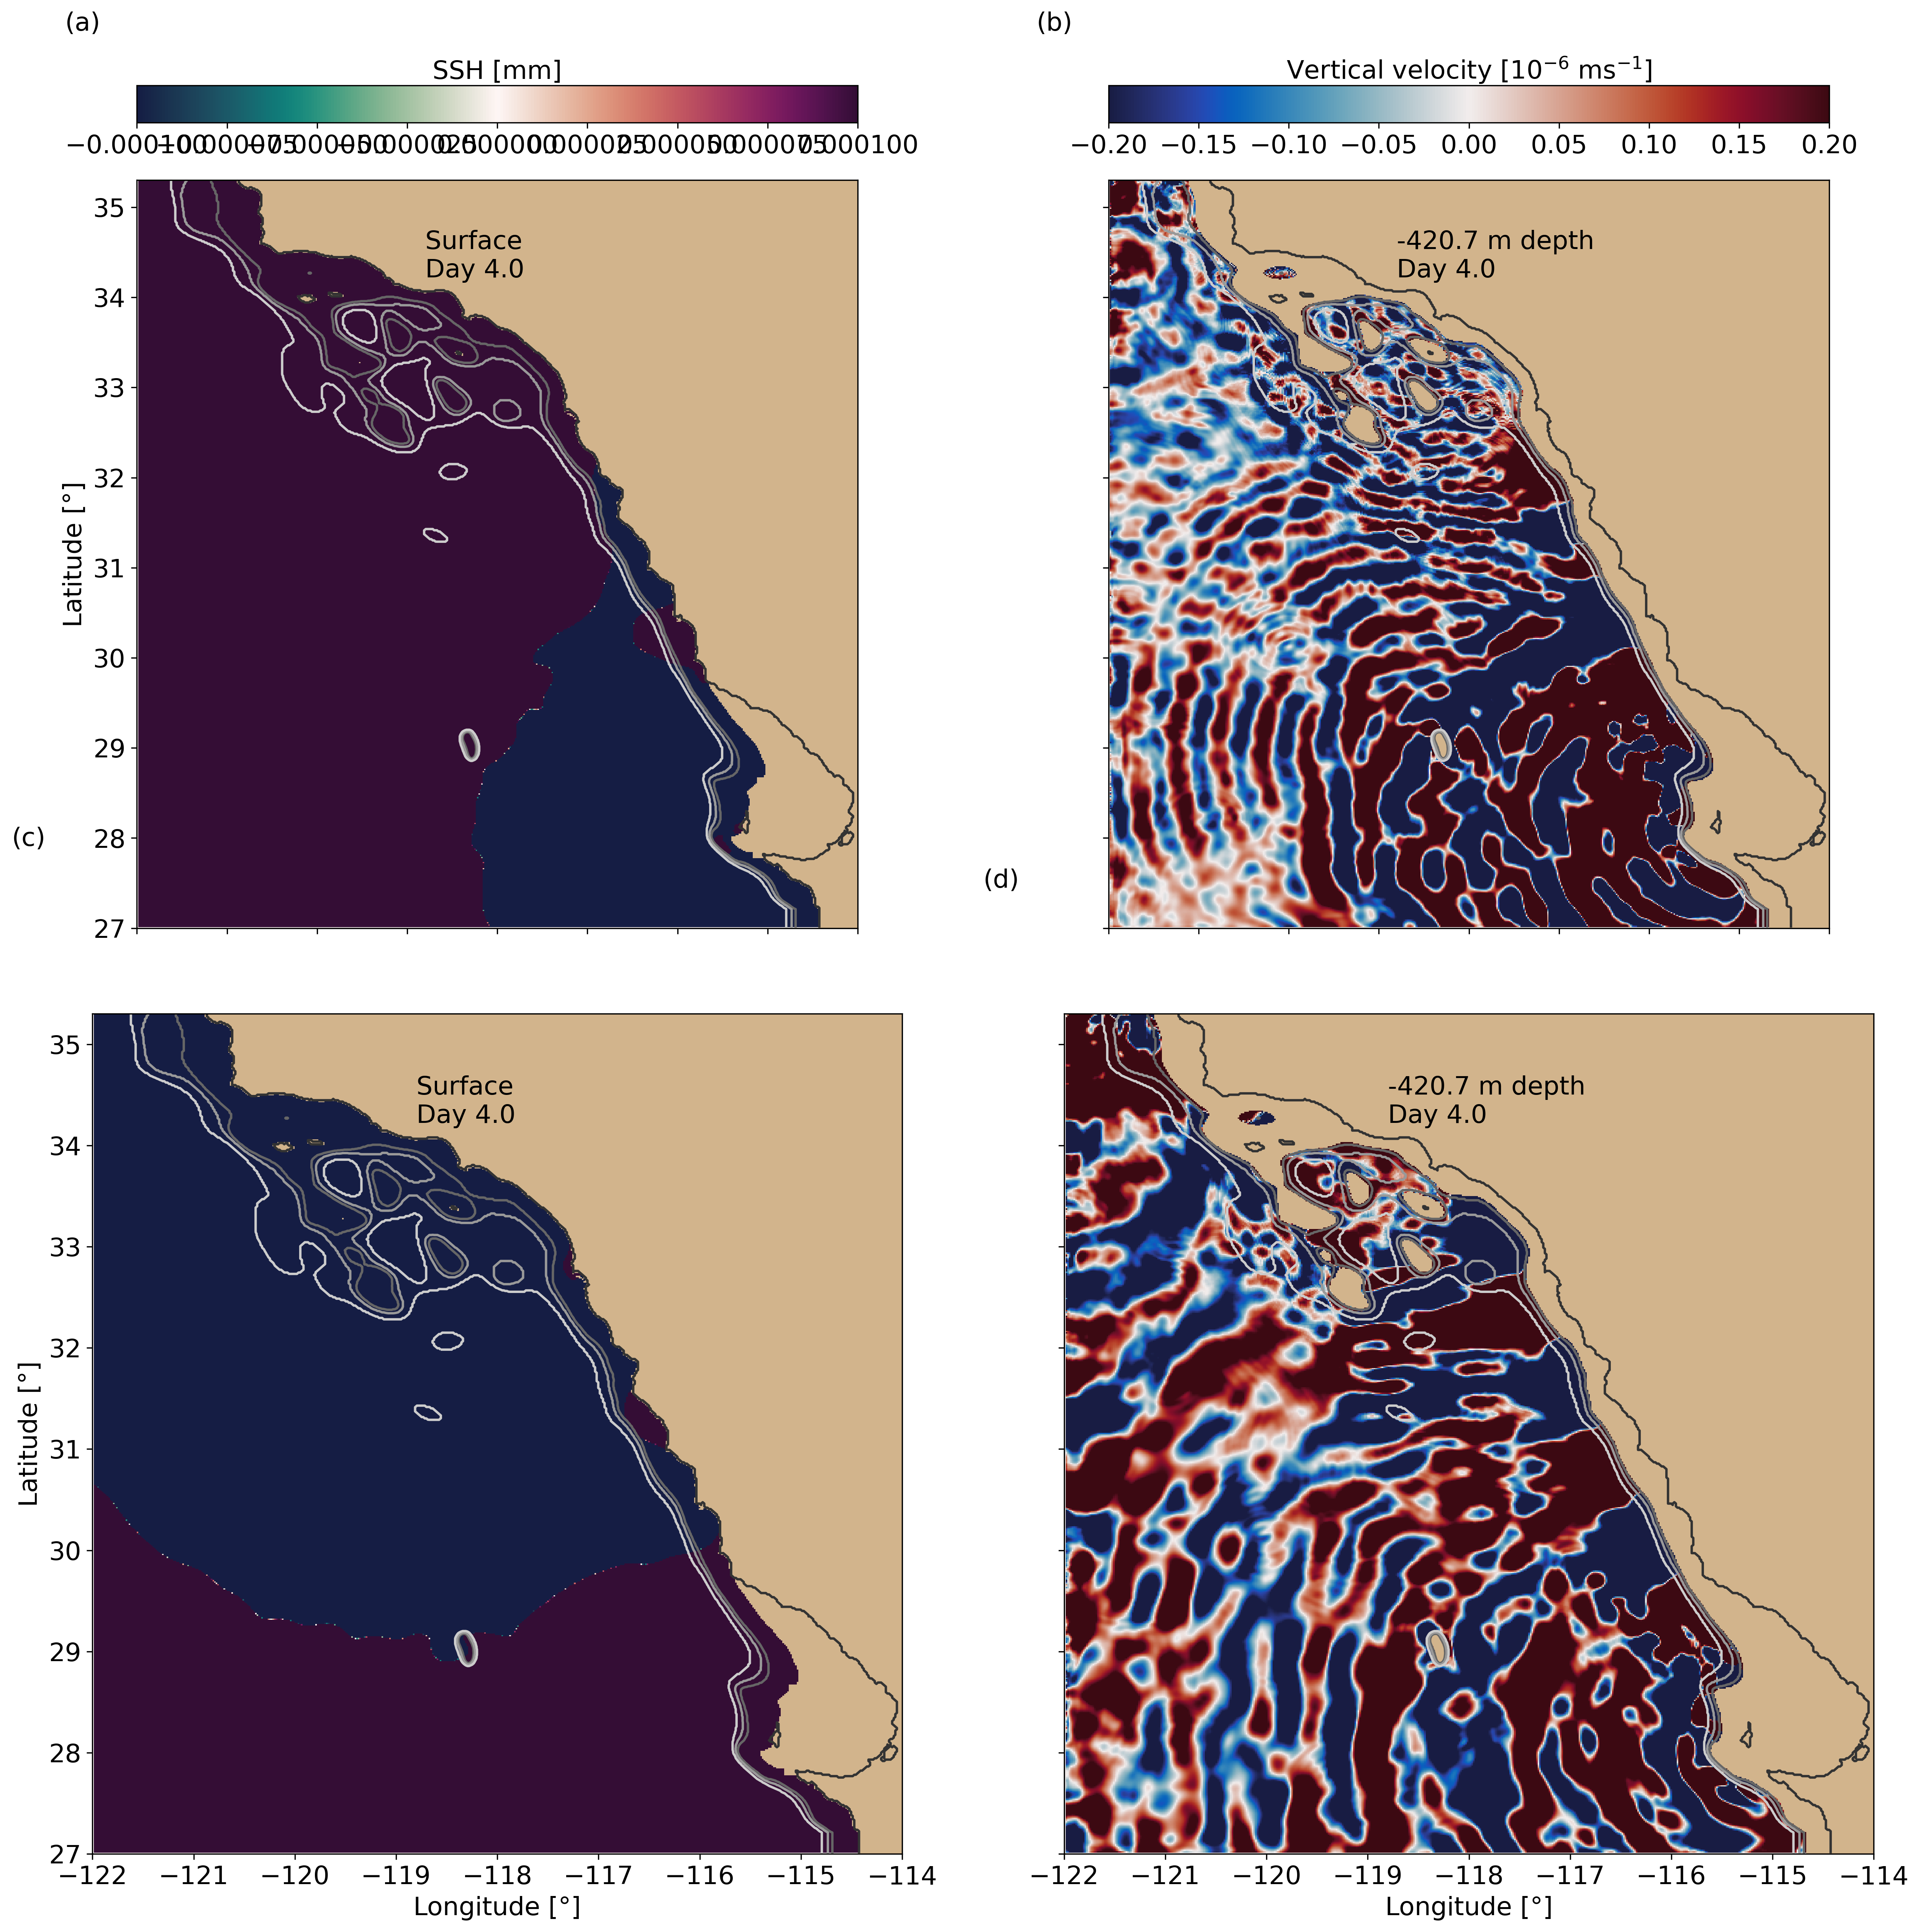 (a)
SSH [mm]
35
34
33
32
31
30
29
28
27
Latitude [°]
Surface
Day 4.0
(b)
Vertical velocity [10⁻⁶ ms⁻¹]
−0.20 −0.15 −0.10 −0.05 0.00 0.05 0.10 0.15 0.20
-420.7 m depth
Day 4.0
(c)
35
34
33
32
31
30
29
28
27
Latitude [°]
Surface
Day 4.0
−122 −121 −120 −119 −118 −117 −116 −115 −114
Longitude [°]
(d)
-420.7 m depth
Day 4.0
−122 −121 −120 −119 −118 −117 −116 −115 −114
Longitude [°]